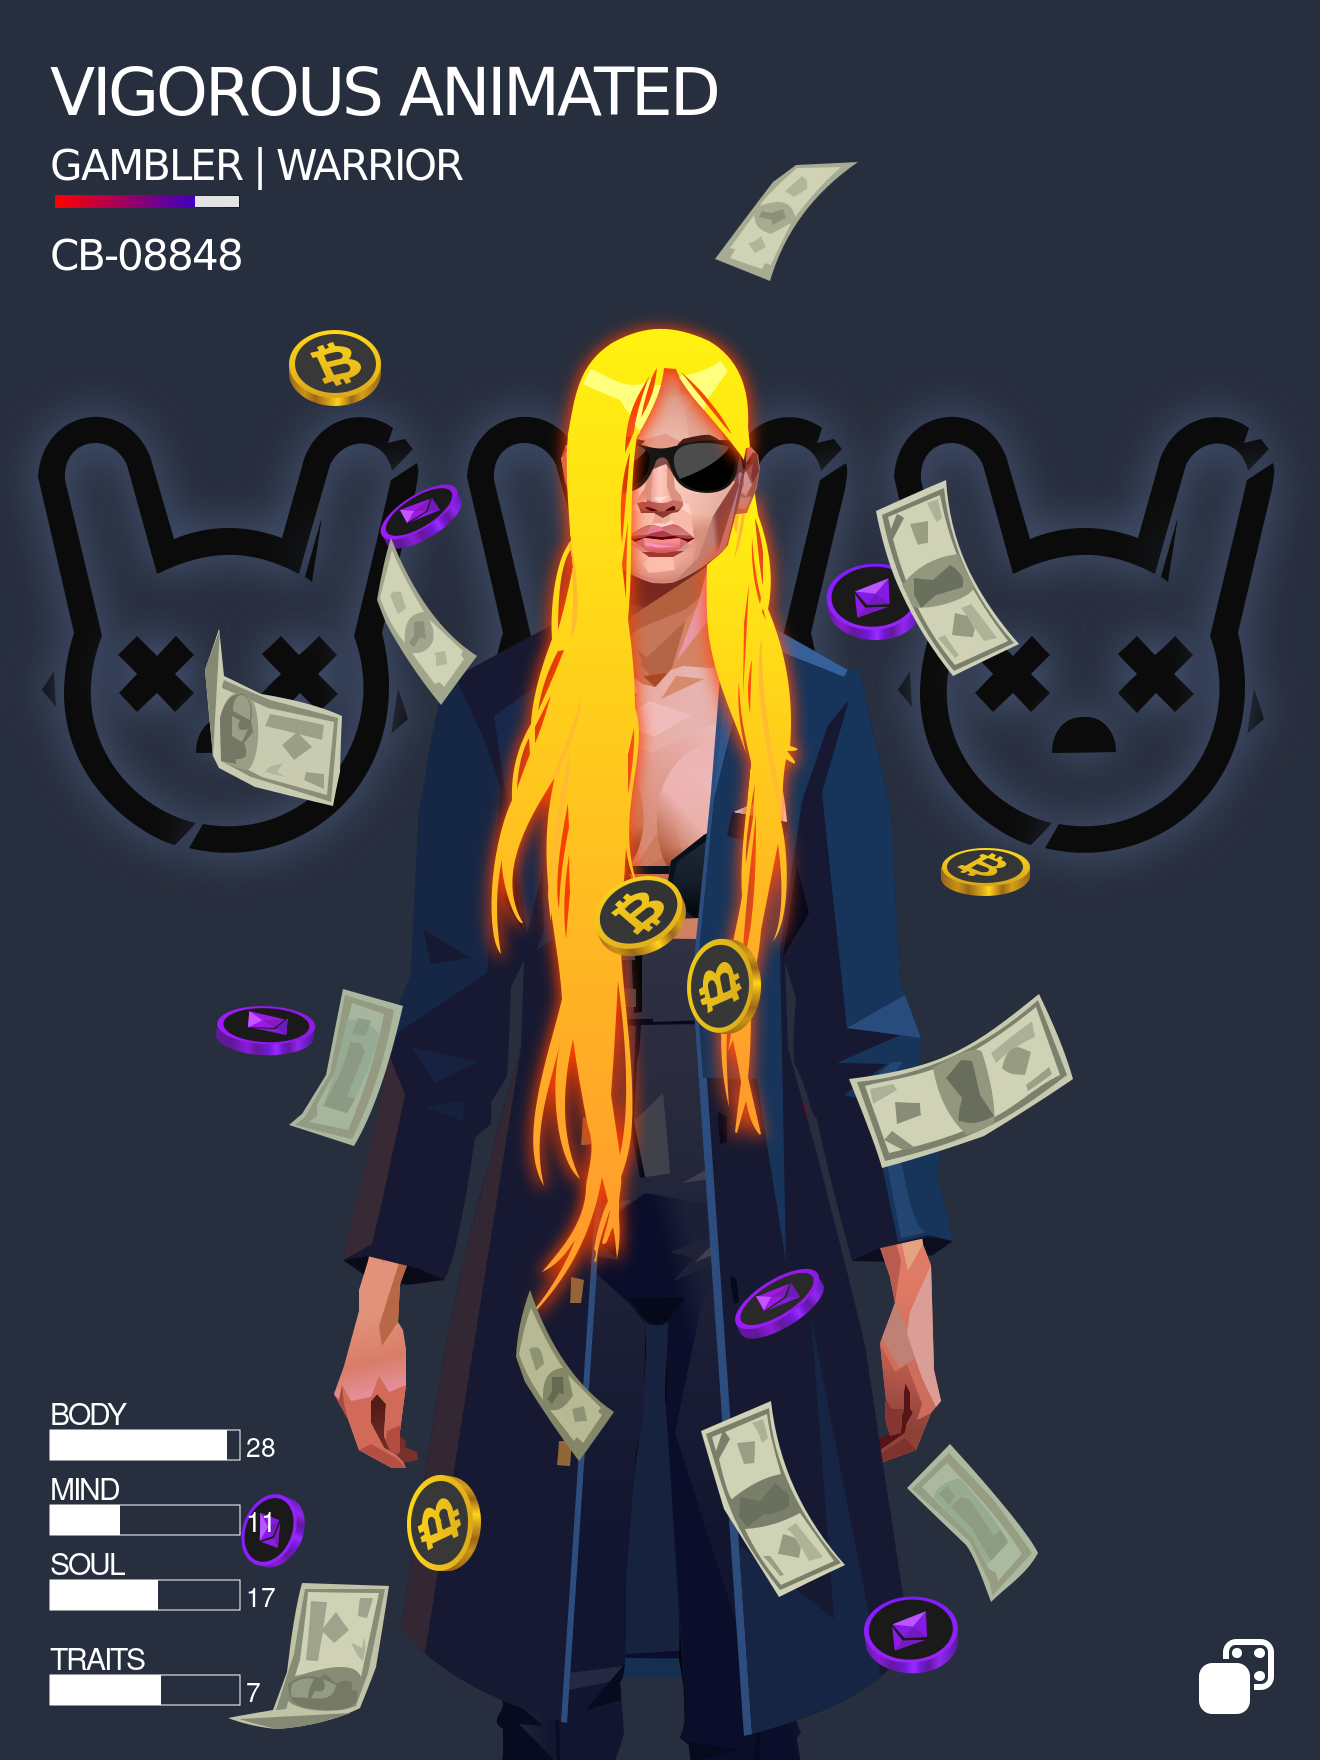 VIGOROUS ANIMATED
GAMBLER | WARRIOR
CB-08848
BODY
28
MIND
11
SOUL
17
TRAITS
7